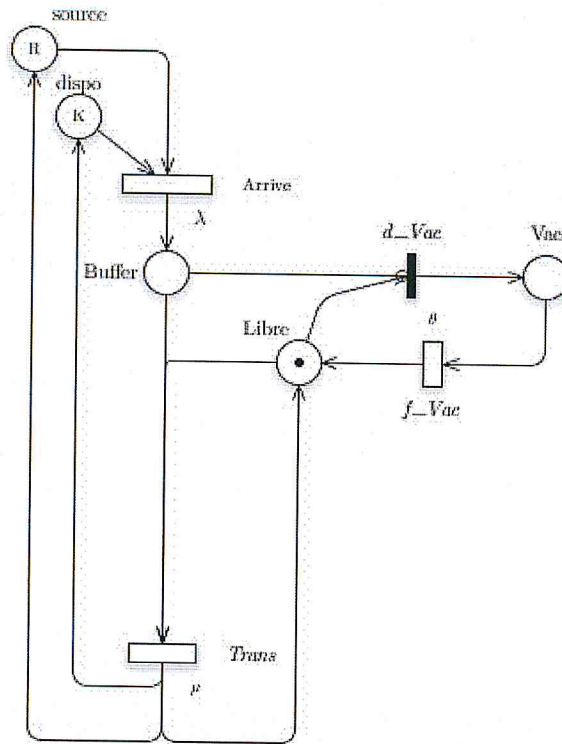 source
R
dispo
K
Arrive
λ
d_Vac
Vac
Buffer
θ
Libre
f_Vac
Trans
μ